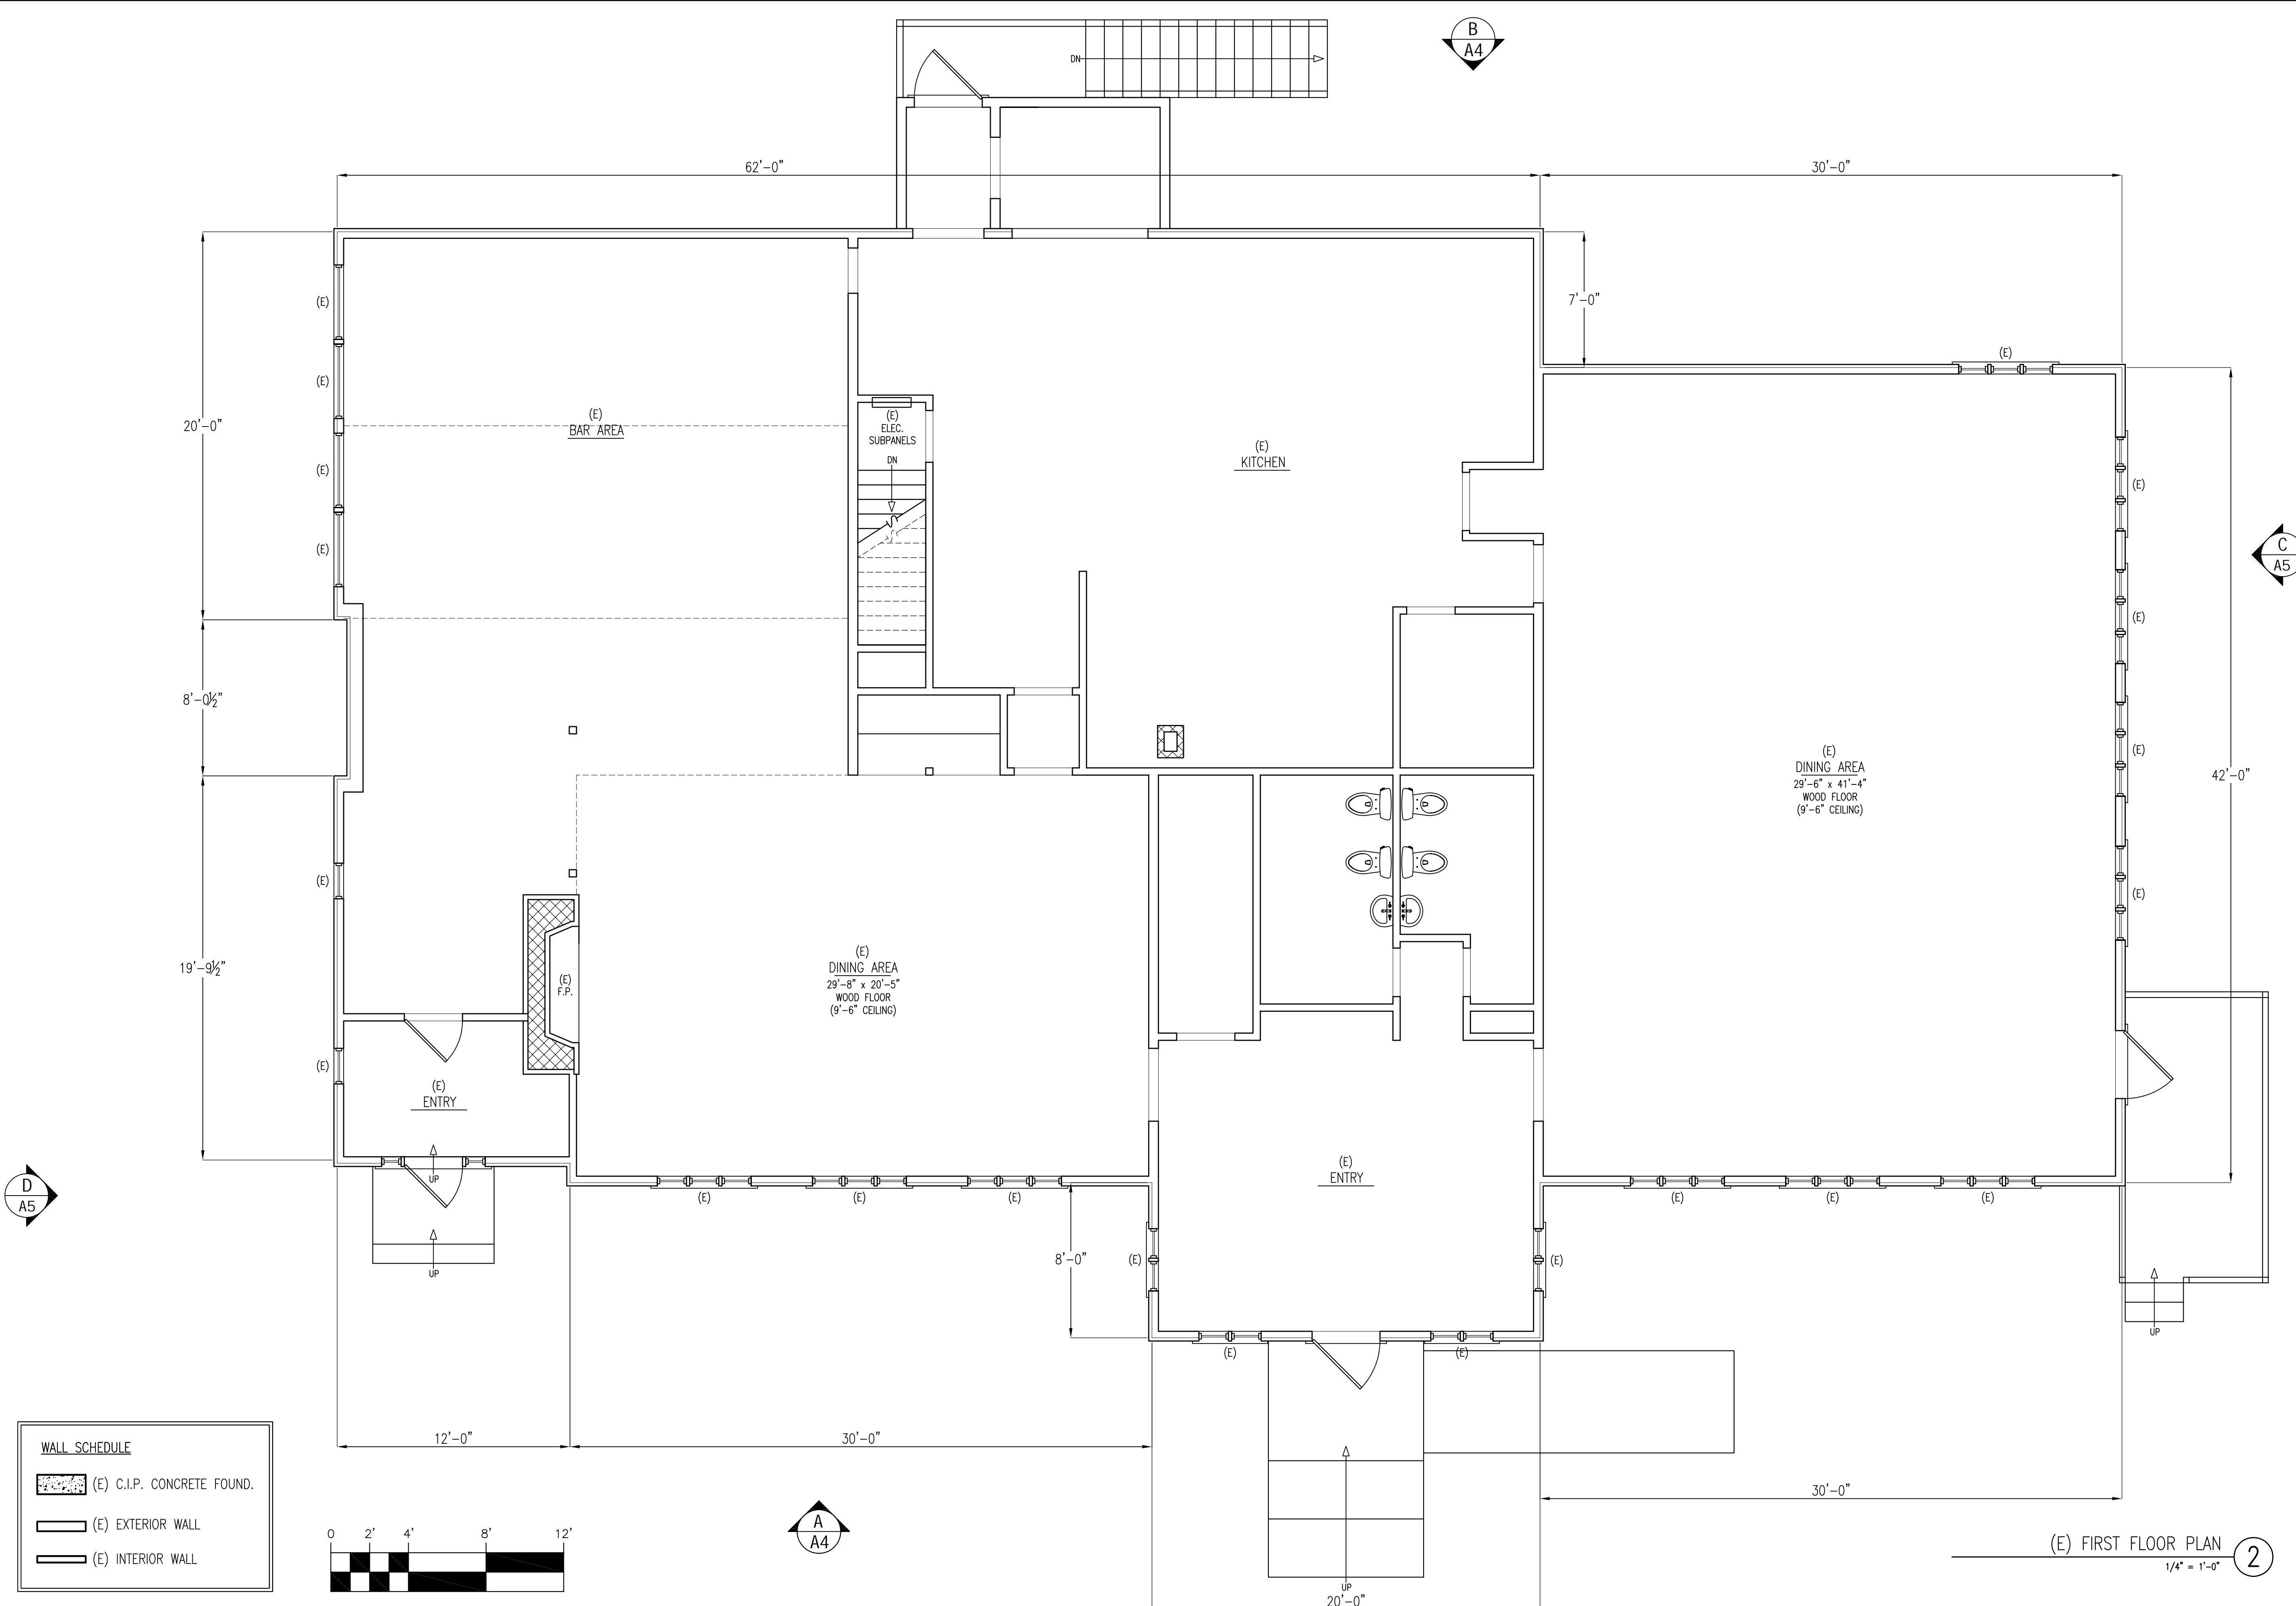 B
A4
DN
62'-0"
30'-0"
7'-0"
(E)
(E)
(E)
(E)
(E)
20'-0"
(E)
BAR AREA
(E)
ELEC.
SUBPANELS
DN
(E)
KITCHEN
(E)
(E)
(E)
(E)
C
A5
8'-0½"
(E)
DINING AREA
29'-6" x 41'-4"
WOOD FLOOR
(9'-6" CEILING)
42'-0"
(E)
19'-9½"
(E)
F.P.
(E)
DINING AREA
29'-8" x 20'-5"
WOOD FLOOR
(9'-6" CEILING)
(E)
(E)
ENTRY
UP
UP
D
A5
(E)
(E)
(E)
(E)
ENTRY
(E)
(E)
(E)
8'-0"
(E)
(E)
(E)
(E)
UP
12'-0"
30'-0"
30'-0"
WALL SCHEDULE
(E) C.I.P. CONCRETE FOUND.
(E) EXTERIOR WALL
(E) INTERIOR WALL
0 2' 4' 8' 12'
A
A4
UP
20'-0"
(E) FIRST FLOOR PLAN
1/4" = 1'-0"
2